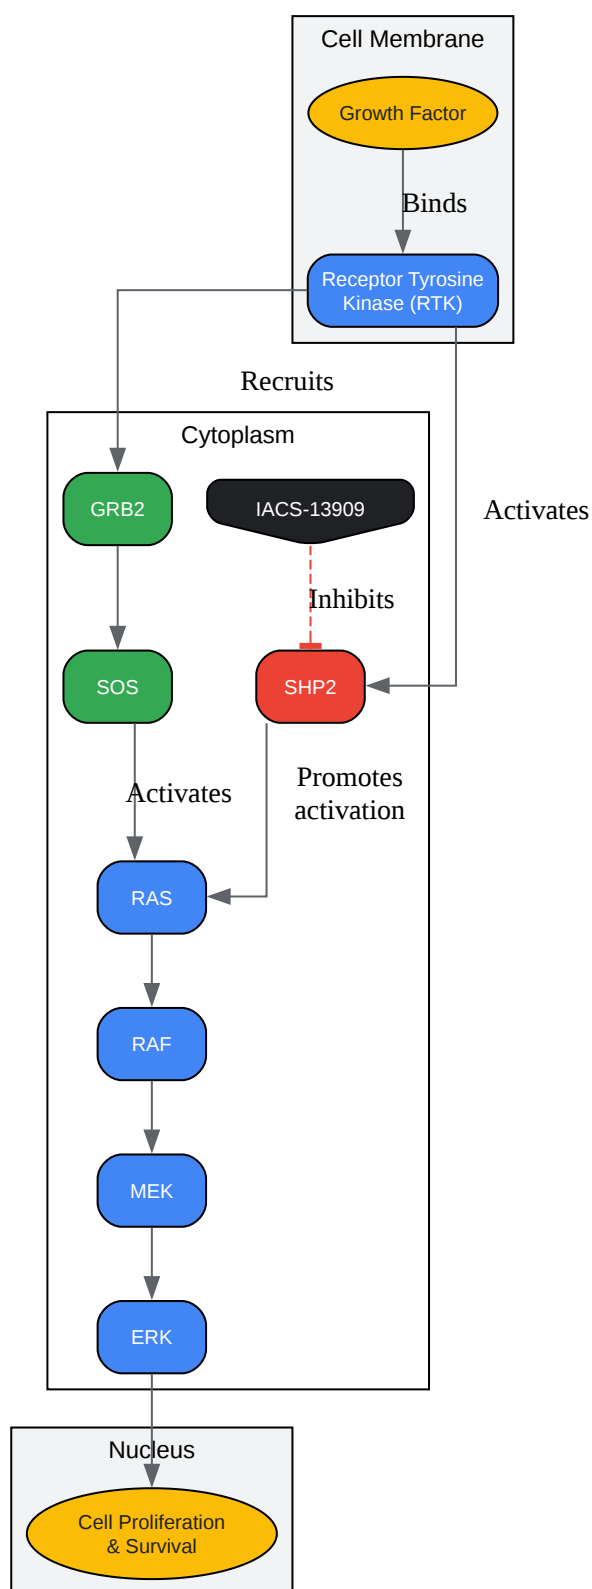 Cell Membrane
Growth Factor
Binds
Receptor Tyrosine
Kinase (RTK)
Recruits
Cytoplasm
GRB2
IACS-13909
Activates
Inhibits
SOS
SHP2
Activates
Promotes
activation
RAS
RAF
MEK
ERK
Nucleus
Cell Proliferation
& Survival